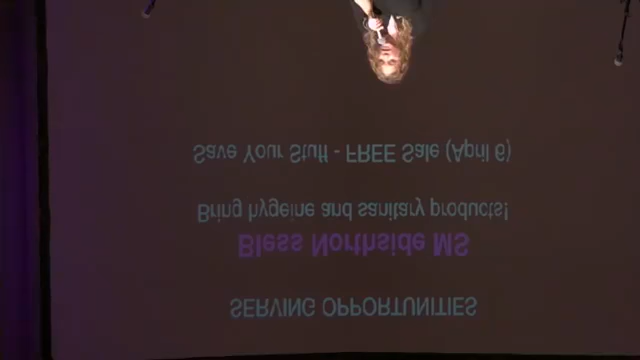 SERVING OPPORTUNITIES
Bless Northside MS
Bring hygeine and sanitary products!
Save Your Stuff - FREE Sale (April 6)